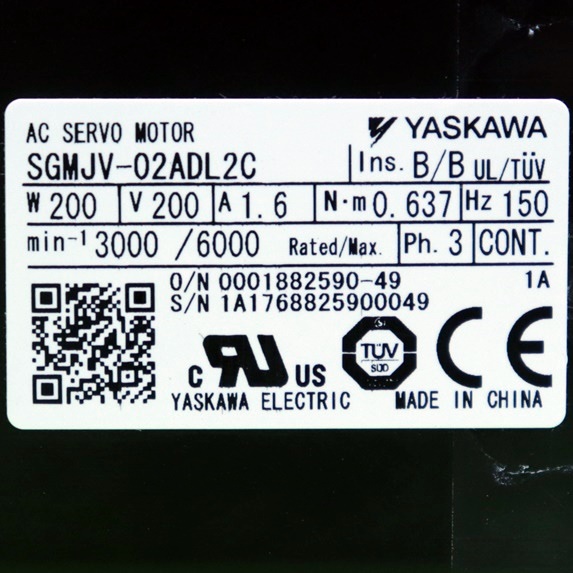 AC SERVO MOTOR YASKAWA
SGMJV-02ADL2C Ins. B/B UL/TÜV
W 200 V 200 A 1.6 N·m 0.637 Hz 150
min⁻¹ 3000 /6000 Rated/Max. Ph. 3 CONT.
O/N 0001882590-49 1A
S/N 1A1768825900049
C RU US TÜV SÜD CE
YASKAWA ELECTRIC MADE IN CHINA